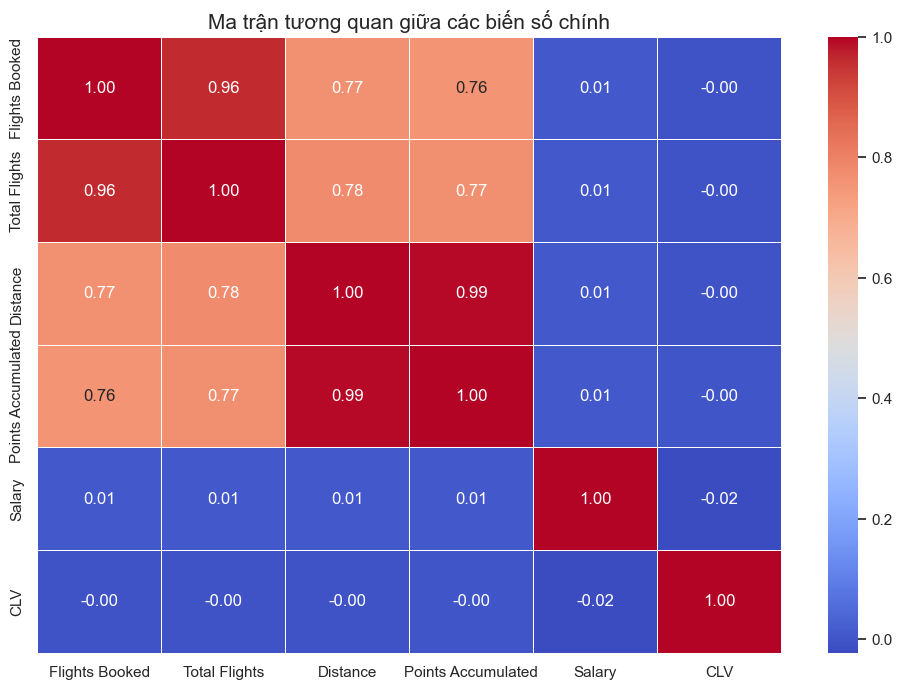 Ma trận tương quan giữa các biến số chính
Flights Booked 1.00 0.96 0.77 0.76 0.01 -0.00
Total Flights 0.96 1.00 0.78 0.77 0.01 -0.00
Distance 0.77 0.78 1.00 0.99 0.01 -0.00
Points Accumulated 0.76 0.77 0.99 1.00 0.01 -0.00
Salary 0.01 0.01 0.01 0.01 1.00 -0.02
CLV -0.00 -0.00 -0.00 -0.00 -0.02 1.00
Flights Booked Total Flights Distance Points Accumulated Salary CLV
1.0
0.8
0.6
0.4
0.2
0.0